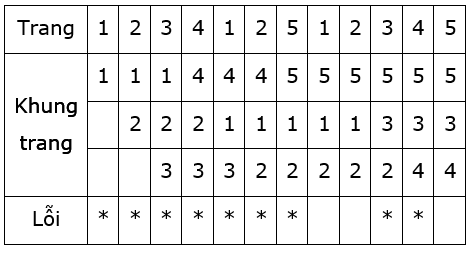 Trang 1 2 3 4 1 2 5 1 2 3 4 5
Khung trang 1 1 1 4 4 4 5 5 5 5 5 5
2 2 2 1 1 1 1 1 3 3 3
3 3 3 2 2 2 2 2 4 4
Lỗi * * * * * * * * *